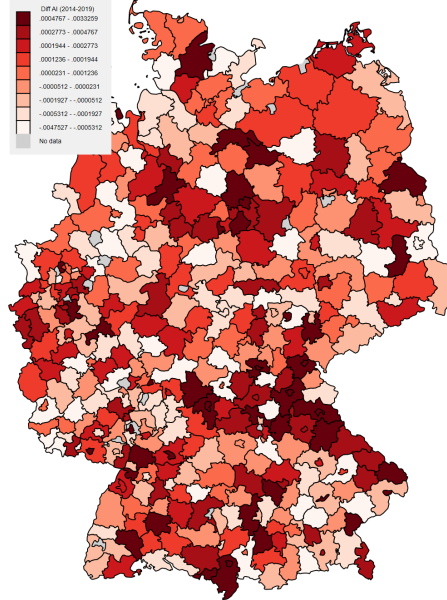 Diff AI (2014-2019)
.0004767 - .0033259
.0002773 - .0004767
.0001944 - .0002773
.0001236 - .0001944
.0000231 - .0001236
-.0000512 - .0000231
-.0001927 - -.0000512
-.0005312 - -.0001927
-.0047527 - -.0005312
No data